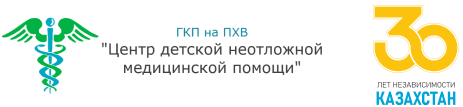 ГКП на ПХВ
"Центр детской неотложной
медицинской помощи"
30
ЛЕТ НЕЗАВИСИМОСТИ
КАЗАХСТАН